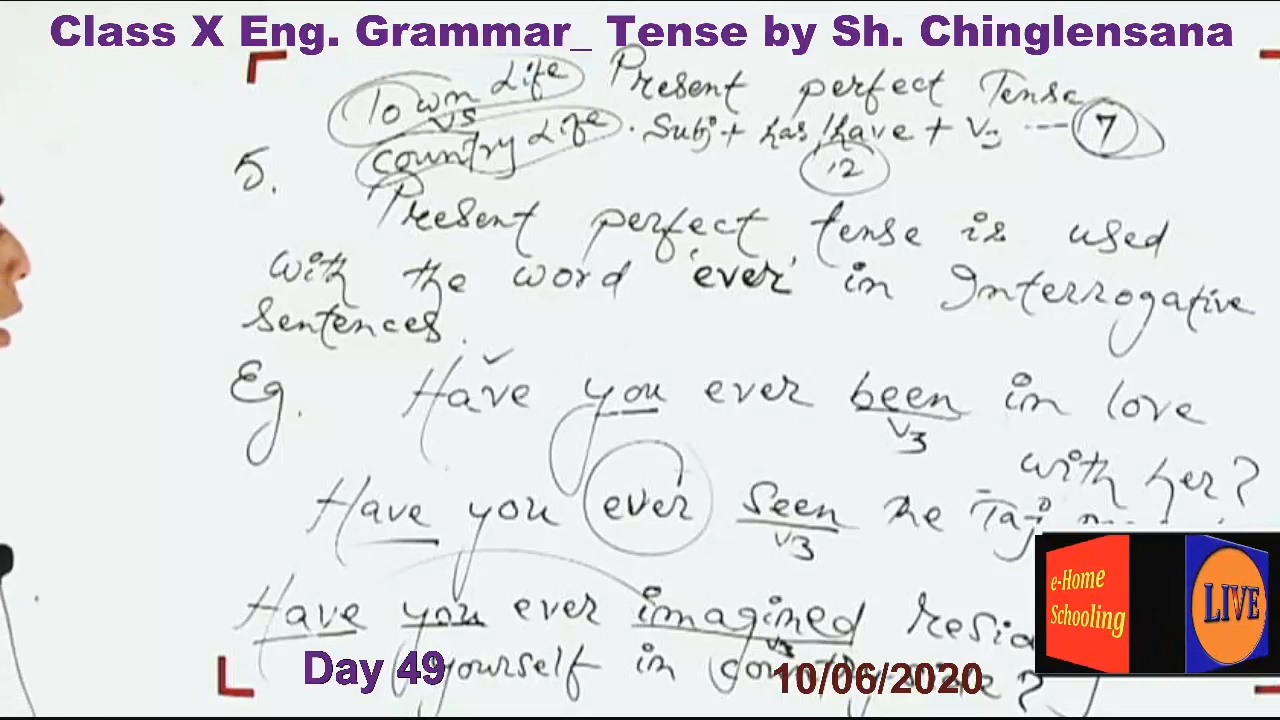 Class X Eng. Grammar_ Tense by Sh. Chinglensana
Town Life Present perfect Tense
vs
country Life . Subj + has/have + V3 --- 7
12
5.
Present perfect tense is used
with the word 'ever' in Interrogative
Sentences.
Eg. Have you ever been in love
V3
with her?
Have you ever seen the Taj
V3
Have you ever imagined
V3
yourself in
Day 49
10/06/2020
e-Home
Schooling
LIVE